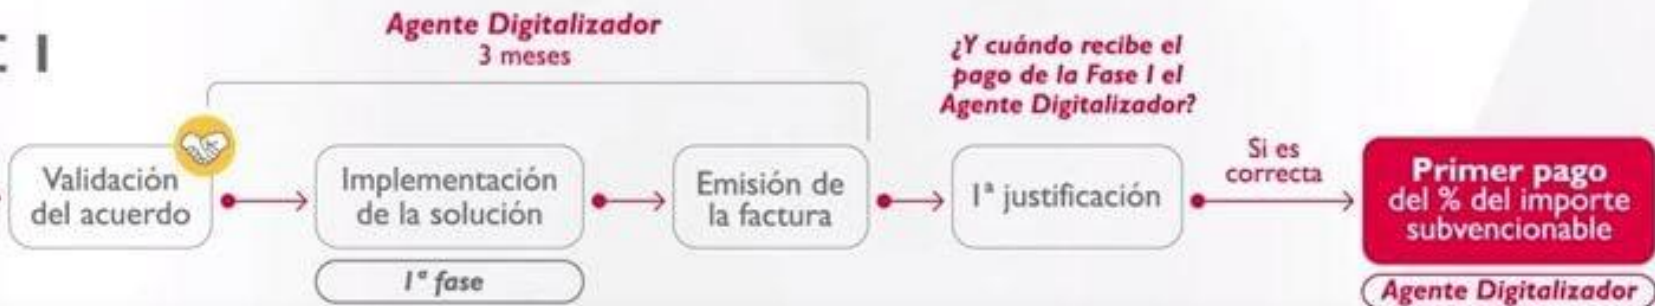 Agente Digitalizador
3 meses
¿Y cuándo recibe el
pago de la Fase I el
Agente Digitalizador?
Validación
del acuerdo
Implementación
de la solución
Emisión de
la factura
1ª justificación
Si es
correcta
Primer pago
del % del importe
subvencionable
1ª fase
Agente Digitalizador